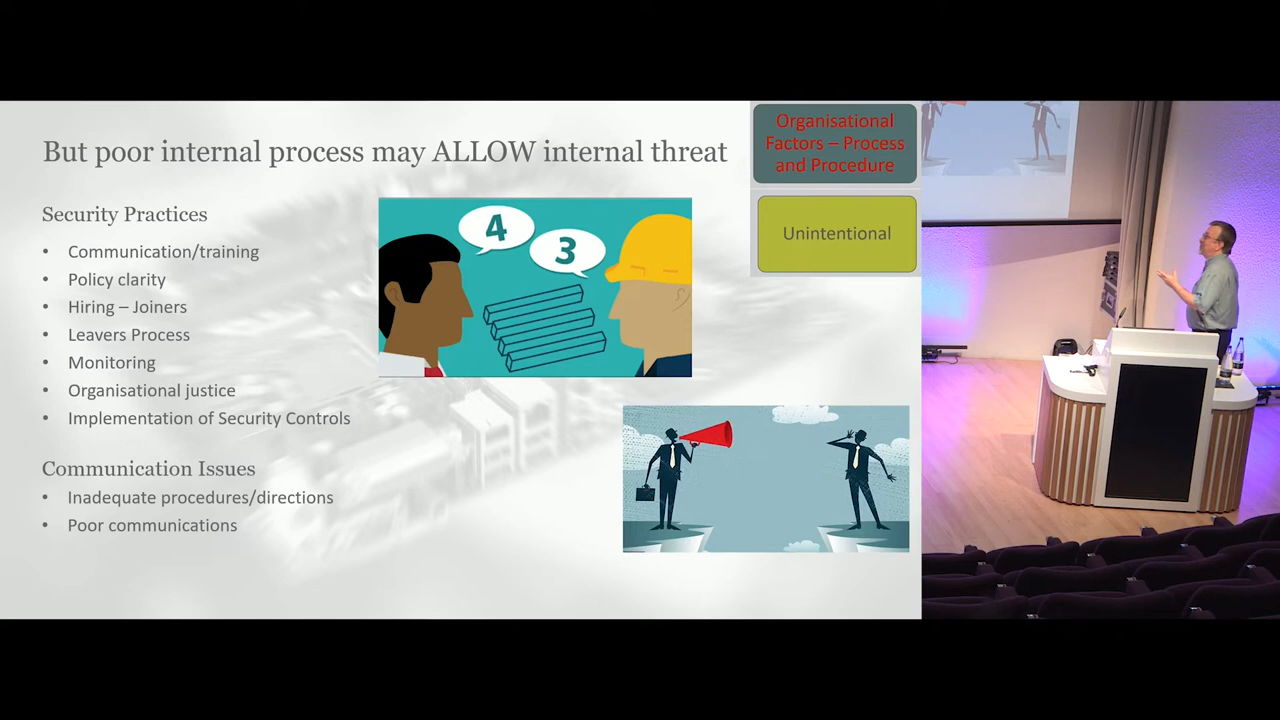 But poor internal process may ALLOW internal threat
Organisational
Factors – Process
and Procedure
Unintentional
Security Practices
• Communication/training
• Policy clarity
• Hiring – Joiners
• Leavers Process
• Monitoring
• Organisational justice
• Implementation of Security Controls
4
3
Communication Issues
• Inadequate procedures/directions
• Poor communications